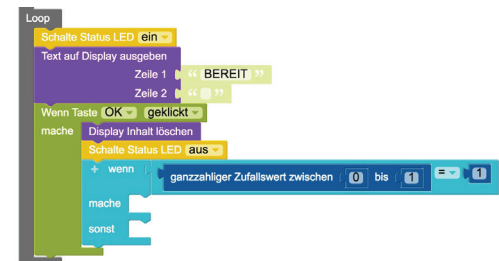 Loop
Schalte Status LED ein
Text auf Display ausgeben
Zeile 1 “ BEREIT ”
Zeile 2 “ ”
Wenn Taste OK geklickt
mache Display Inhalt löschen
Schalte Status LED aus
+ wenn ganzzahliger Zufallswert zwischen 0 bis 1 = 1
mache
sonst